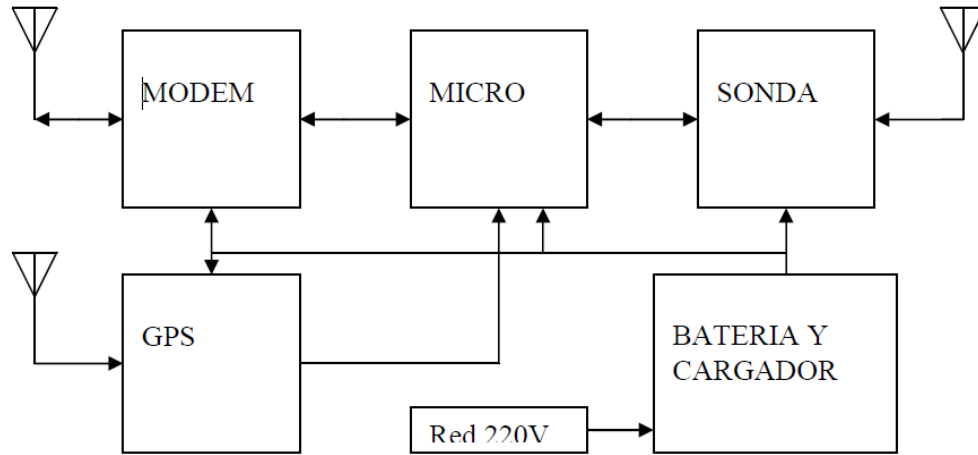 MODEM
MICRO
SONDA
GPS
BATERIA Y
CARGADOR
Red 220V